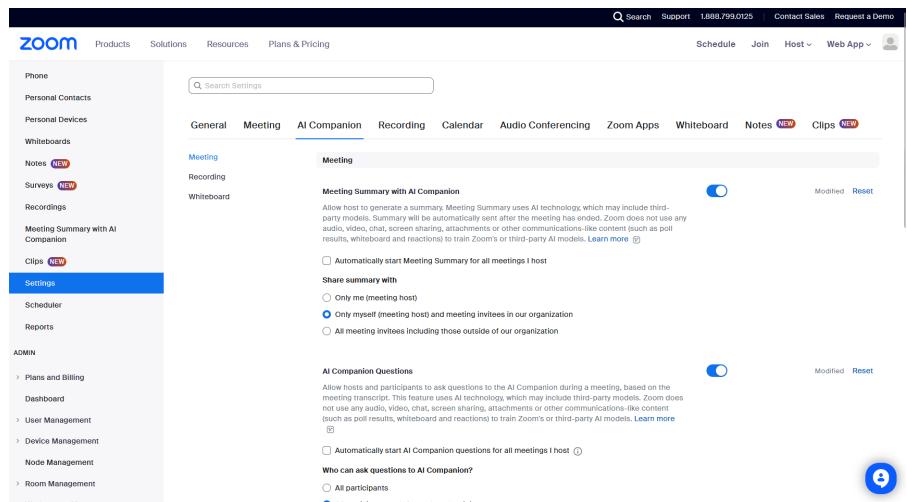 Search Support 1.888.799.0125 Contact Sales Request a Demo
zoom Products Solutions Resources Plans & Pricing Schedule Join Host Web App
Phone
Personal Contacts
Personal Devices
Whiteboards
Notes NEW
Surveys NEW
Recordings
Meeting Summary with AI
Companion
Clips NEW
Settings
Scheduler
Reports
ADMIN
Plans and Billing
Dashboard
User Management
Device Management
Node Management
Room Management
Search Settings
General Meeting AI Companion Recording Calendar Audio Conferencing Zoom Apps Whiteboard Notes NEW Clips NEW
Meeting
Recording
Whiteboard
Meeting
Meeting Summary with AI Companion
Modified Reset
Allow host to generate a summary. Meeting Summary uses AI technology, which may include third-
party models. Summary will be automatically sent after the meeting has ended. Zoom does not use any
audio, video, chat, screen sharing, attachments or other communications-like content (such as poll
results, whiteboard and reactions) to train Zoom's or third-party AI models. Learn more
Automatically start Meeting Summary for all meetings I host
Share summary with
Only me (meeting host)
Only myself (meeting host) and meeting invitees in our organization
All meeting invitees including those outside of our organization
AI Companion Questions
Modified Reset
Allow hosts and participants to ask questions to the AI Companion during a meeting, based on the
meeting transcript. This feature uses AI technology, which may include third-party models. Zoom does
not use any audio, video, chat, screen sharing, attachments or other communications-like content
(such as poll results, whiteboard and reactions) to train Zoom's or third-party AI models. Learn more
Automatically start AI Companion questions for all meetings I host
Who can ask questions to AI Companion?
All participants